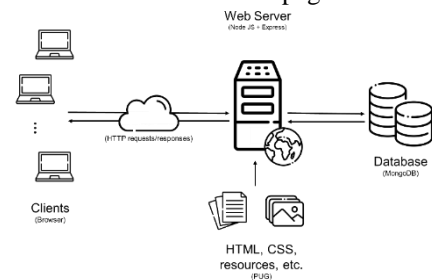 Web Server
(Node JS + Express)
(HTTP requests/responses)
Database
(MongoDB)
Clients
(Browser)
HTML, CSS,
resources, etc.
(PUG)